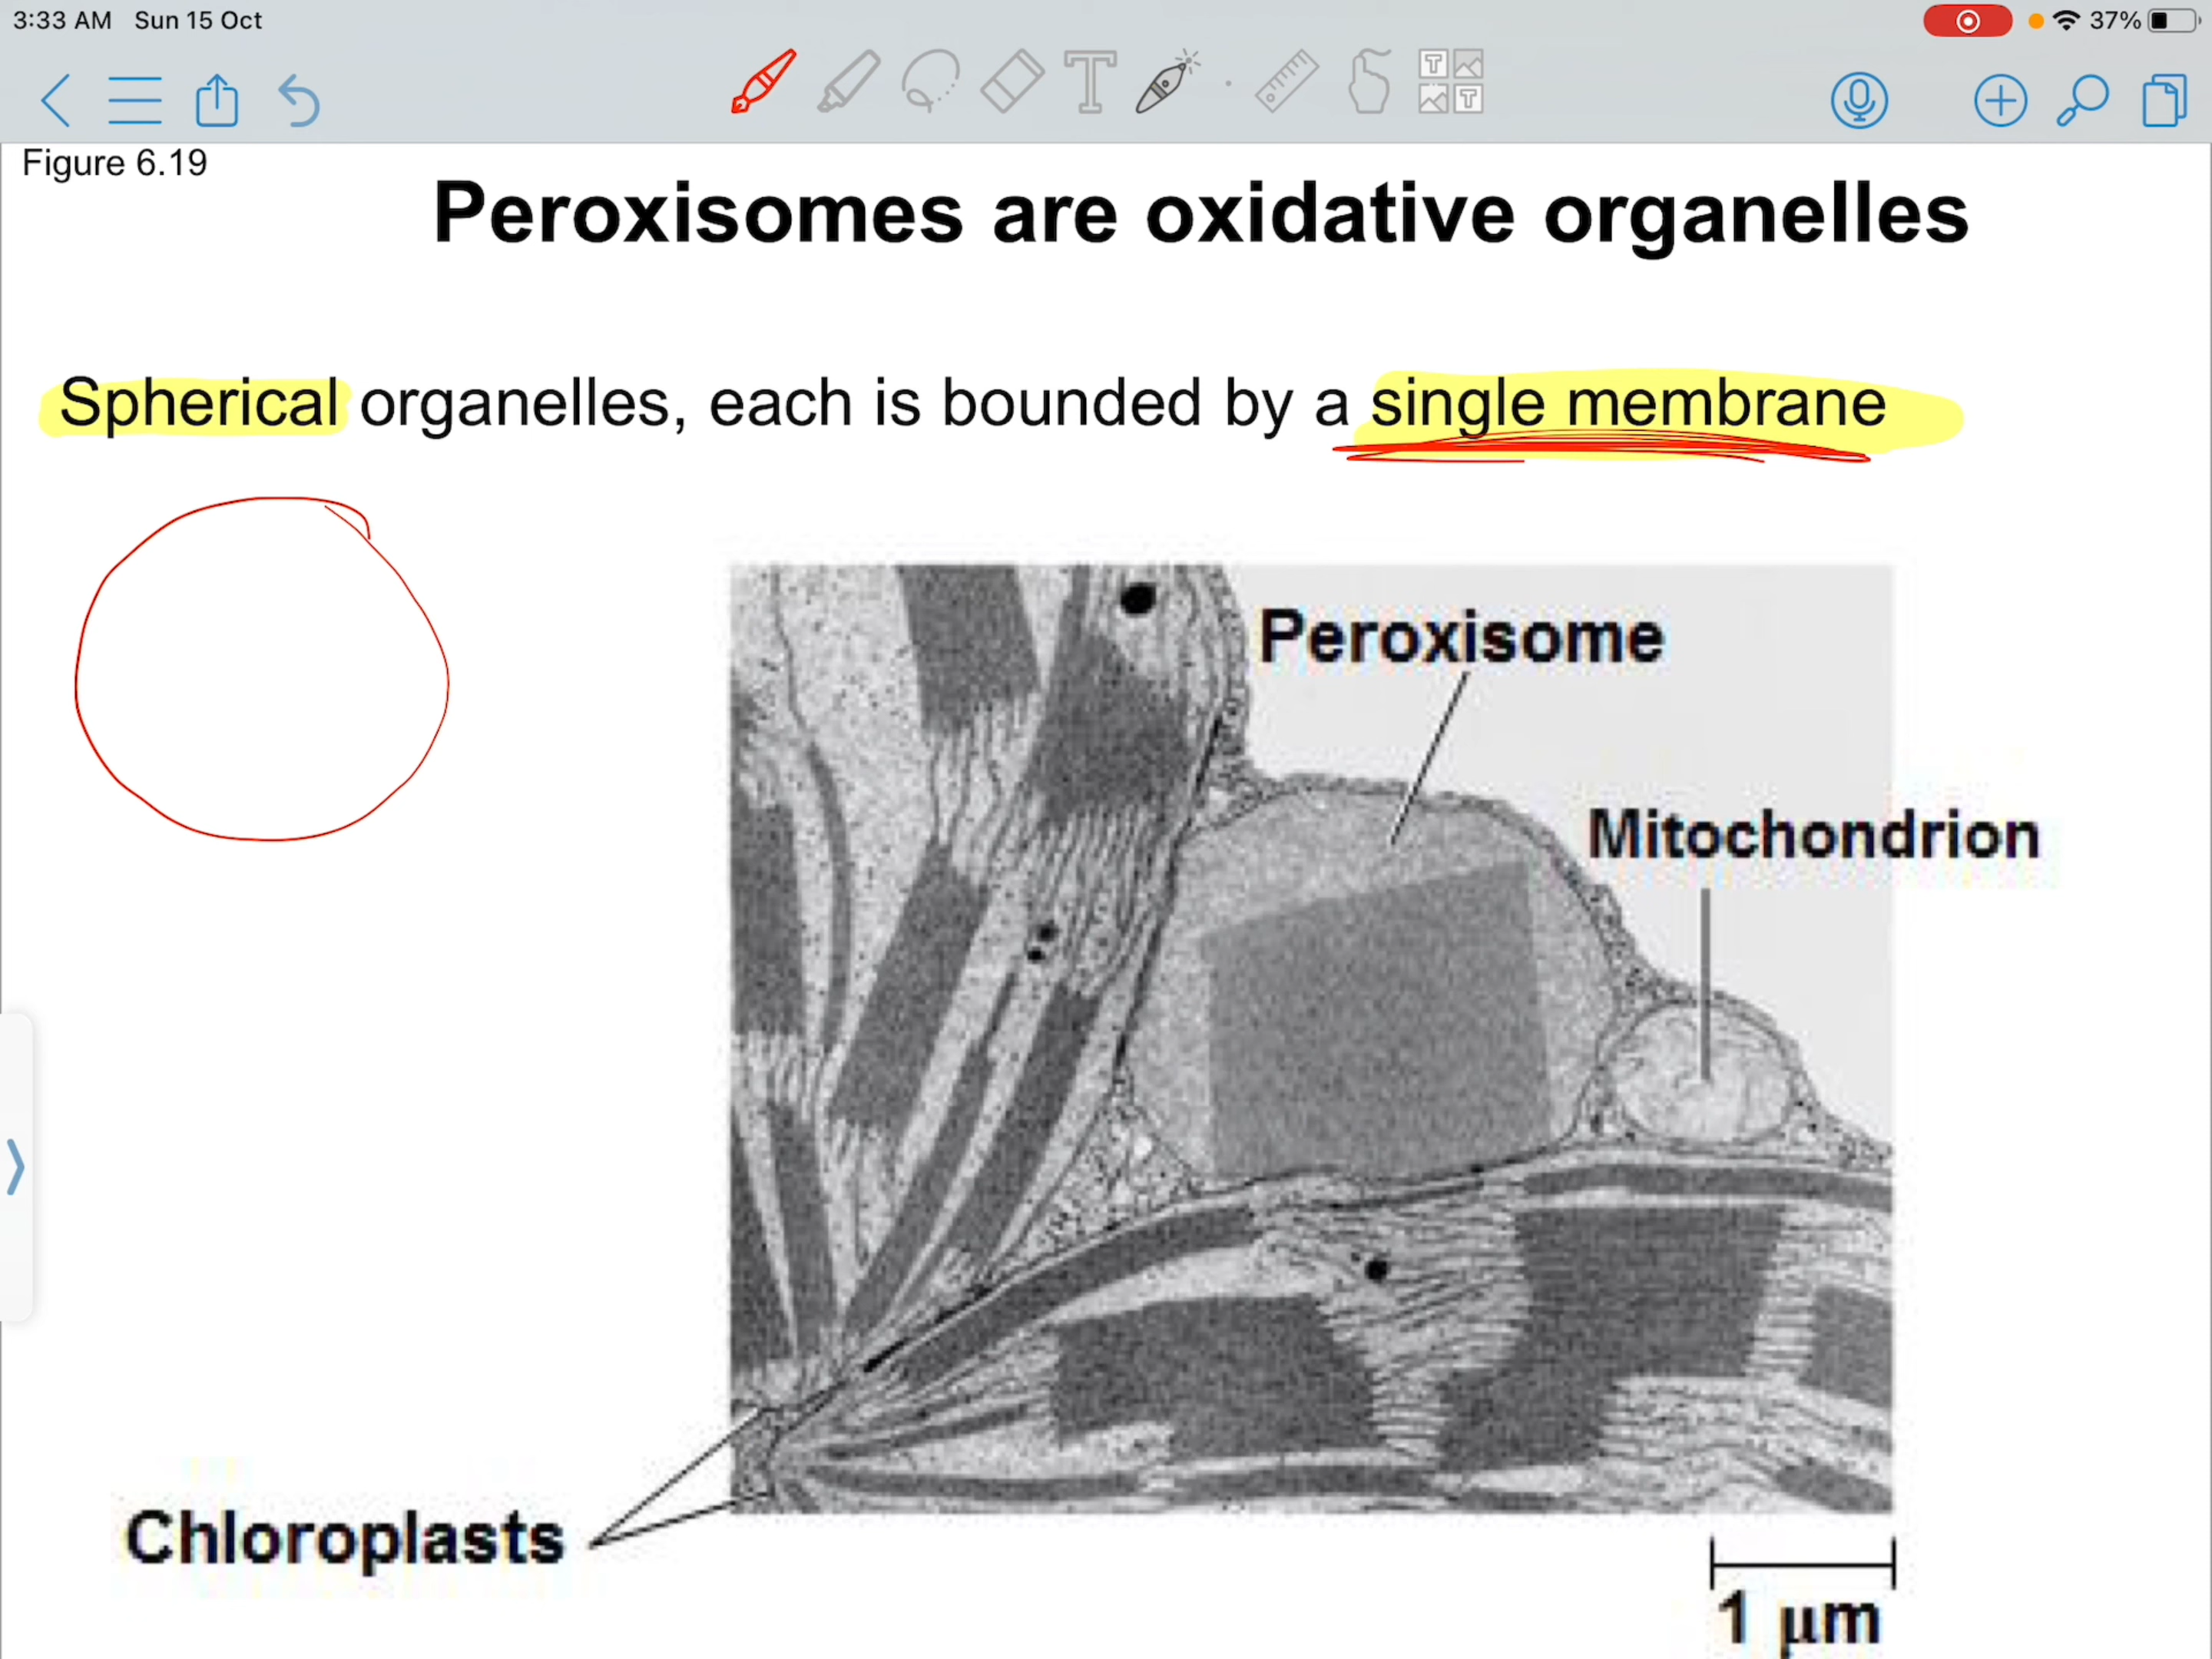 3:33 AM Sun 15 Oct
37%
Figure 6.19
Peroxisomes are oxidative organelles
Spherical organelles, each is bounded by a single membrane
Peroxisome
Mitochondrion
Chloroplasts
1 μm